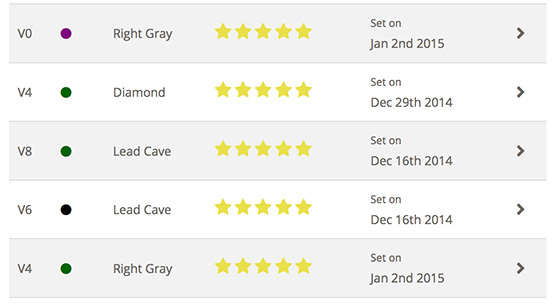 V0 Right Gray Set on
Jan 2nd 2015
V4 Diamond Set on
Dec 29th 2014
V8 Lead Cave Set on
Dec 16th 2014
V6 Lead Cave Set on
Dec 16th 2014
V4 Right Gray Set on
Jan 2nd 2015